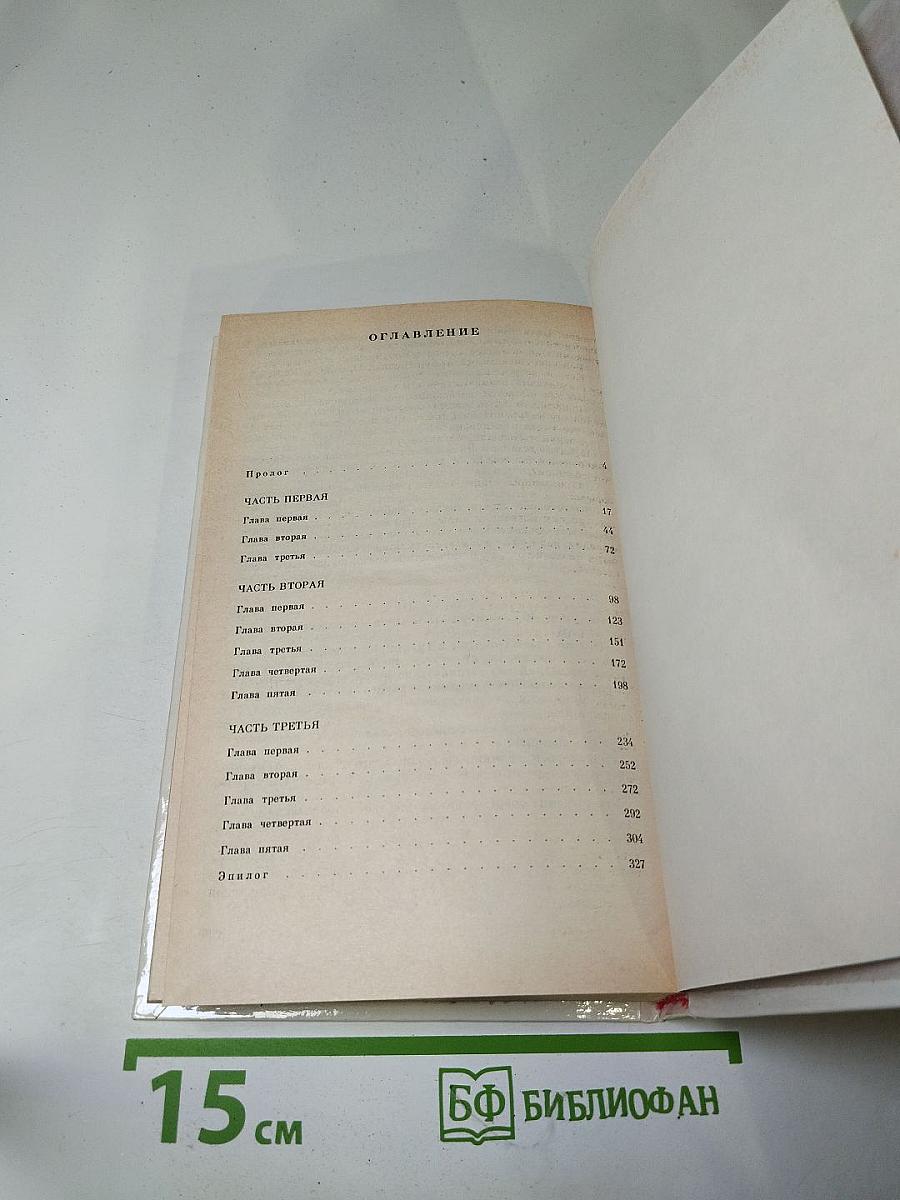 ОГЛАВЛЕНИЕ
Пролог . . . . . . . . . . . . . . . . . . . . 4
ЧАСТЬ ПЕРВАЯ
Глава первая . . . . . . . . . . . . . . . . . . . . 17
Глава вторая . . . . . . . . . . . . . . . . . . . . 44
Глава третья . . . . . . . . . . . . . . . . . . . . 72
ЧАСТЬ ВТОРАЯ
Глава первая . . . . . . . . . . . . . . . . . . . . 98
Глава вторая . . . . . . . . . . . . . . . . . . . . 123
Глава третья . . . . . . . . . . . . . . . . . . . . 151
Глава четвертая . . . . . . . . . . . . . . . . . . . . 172
Глава пятая . . . . . . . . . . . . . . . . . . . . 198
ЧАСТЬ ТРЕТЬЯ
Глава первая . . . . . . . . . . . . . . . . . . . . 234
Глава вторая . . . . . . . . . . . . . . . . . . . . 252
Глава третья . . . . . . . . . . . . . . . . . . . . 272
Глава четвертая . . . . . . . . . . . . . . . . . . . . 292
Глава пятая . . . . . . . . . . . . . . . . . . . . 304
Эпилог . . . . . . . . . . . . . . . . . . . . 327
15 см
БФ БИБЛИОФАН